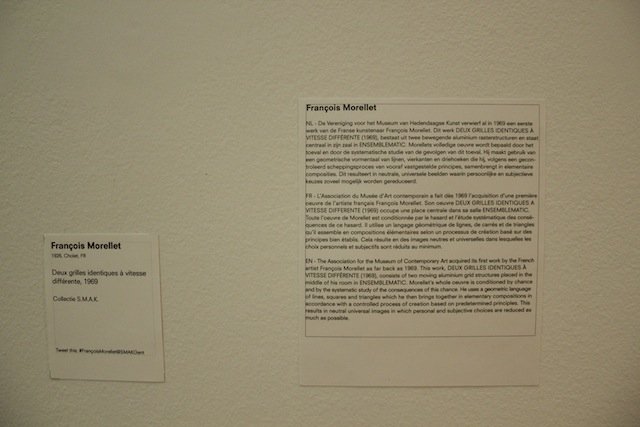 François Morellet
1926, Cholet, FR
Deux grilles identiques à vitesse
différente, 1969
Collectie S.M.A.K.
Tweet this: #FrançoisMorellet@SMAKGent
François Morellet
NL - De Vereniging voor het Museum van Hedendaagse Kunst verwierf al in 1969 een eerste
werk van de Franse kunstenaar François Morellet. Dit werk DEUX GRILLES IDENTIQUES À
VITESSE DIFFÉRENTE (1969), bestaat uit twee bewegende aluminium rasterstructuren en staat
centraal in zijn zaal in ENSEMBLEMATIC. Morellets volledige oeuvre wordt bepaald door het
toeval en door de systematische studie van de gevolgen van dit toeval. Hij maakt gebruik van
een geometrische vormentaal van lijnen, vierkanten en driehoeken die hij, volgens een gecon-
troleerd scheppingsproces van vooraf vastgestelde principes, samenbrengt in elementaire
composities. Dit resulteert in neutrale, universele beelden waarin persoonlijke en subjectieve
keuzes zoveel mogelijk worden gereduceerd.
FR - L'Association du Musée d'Art contemporain a fait dès 1969 l'acquisition d'une première
oeuvre de l'artiste français François Morellet. Son oeuvre DEUX GRILLES IDENTIQUES À
VITESSE DIFFÉRENTE (1969) occupe une place centrale dans sa salle ENSEMBLEMATIC.
Toute l'oeuvre de Morellet est conditionnée par le hasard et l'étude systématique des consé-
quences de ce hasard. Il utilise un langage géométrique de lignes, de carrés et de triangles
qu'il assemble en compositions élémentaires selon un processus de création basé sur des
principes bien établis. Cela résulte en des images neutres et universelles dans lesquelles les
choix personnels et subjectifs sont réduits au minimum.
EN - The Association for the Museum of Contemporary Art acquired its first work by the French
artist François Morellet as far back as 1969. This work, DEUX GRILLES IDENTIQUES À
VITESSE DIFFÉRENTE (1969), consists of two moving aluminium grid structures placed in the
middle of his room in ENSEMBLEMATIC. Morellet's whole oeuvre is conditioned by chance
and by the systematic study of the consequences of this chance. He uses a geometric language
of lines, squares and triangles which he then brings together in elementary compositions in
accordance with a controlled process of creation based on predetermined principles. This
results in neutral universal images in which personal and subjective choices are reduced as
much as possible.